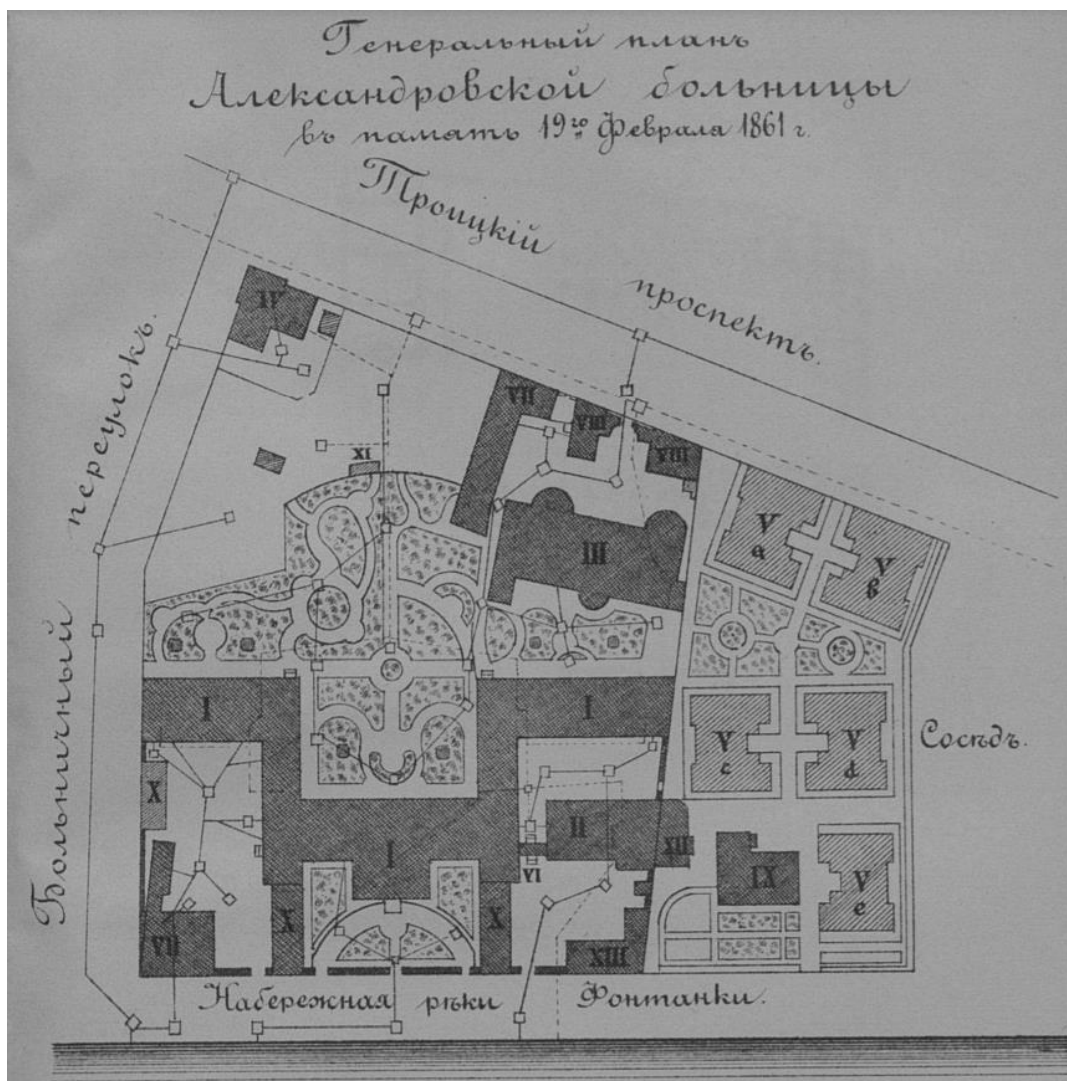 Генеральный планъ
Александровской больницы
въ память 19го Февраля 1861 г.
Троицкій проспектъ.
Больничный переулокъ.
IV
VII
VIII
VIII
XI
III
V a
V в
I
I
V c
V d
Сосѣдъ.
X
II
XII
I
VI
IX
V e
X
X
VII
XIII
Набережная рѣки Фонтанки.